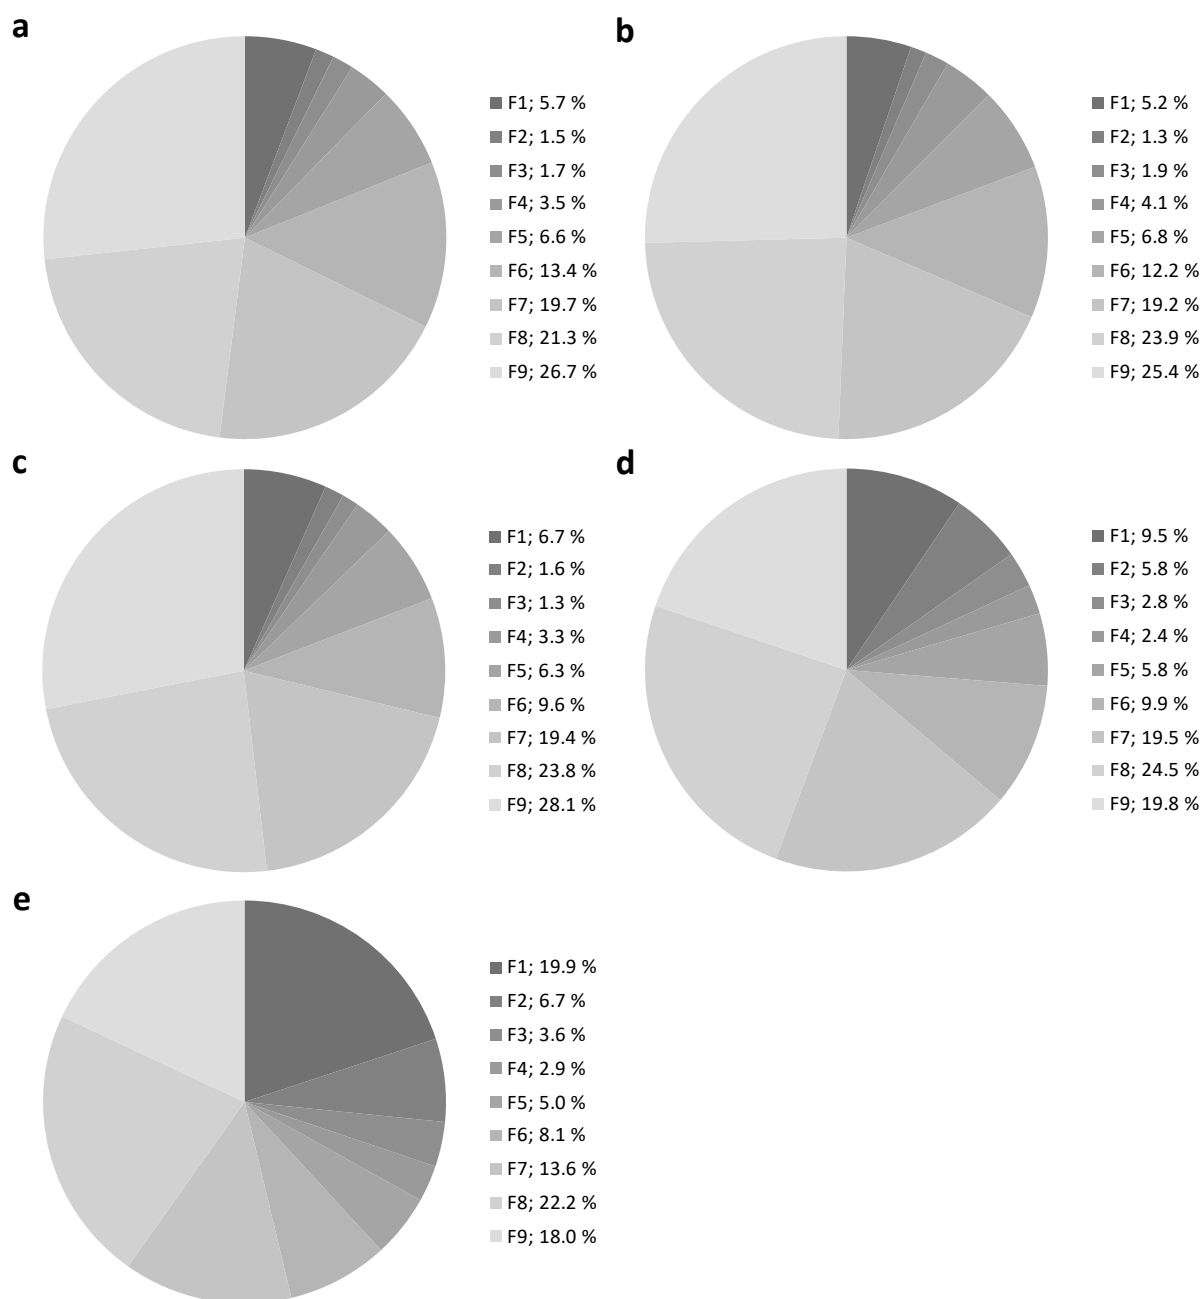 a
F1; 5.7 %
F2; 1.5 %
F3; 1.7 %
F4; 3.5 %
F5; 6.6 %
F6; 13.4 %
F7; 19.7 %
F8; 21.3 %
F9; 26.7 %
b
F1; 5.2 %
F2; 1.3 %
F3; 1.9 %
F4; 4.1 %
F5; 6.8 %
F6; 12.2 %
F7; 19.2 %
F8; 23.9 %
F9; 25.4 %
c
F1; 6.7 %
F2; 1.6 %
F3; 1.3 %
F4; 3.3 %
F5; 6.3 %
F6; 9.6 %
F7; 19.4 %
F8; 23.8 %
F9; 28.1 %
d
F1; 9.5 %
F2; 5.8 %
F3; 2.8 %
F4; 2.4 %
F5; 5.8 %
F6; 9.9 %
F7; 19.5 %
F8; 24.5 %
F9; 19.8 %
e
F1; 19.9 %
F2; 6.7 %
F3; 3.6 %
F4; 2.9 %
F5; 5.0 %
F6; 8.1 %
F7; 13.6 %
F8; 22.2 %
F9; 18.0 %